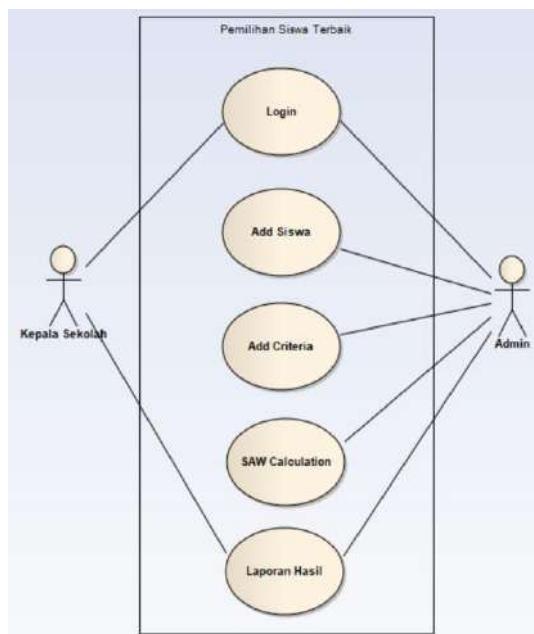 Pemilihan Siswa Terbaik
Login
Add Siswa
Kepala Sekolah
Add Criteria
Admin
SAW Calculation
Laporan Hasil